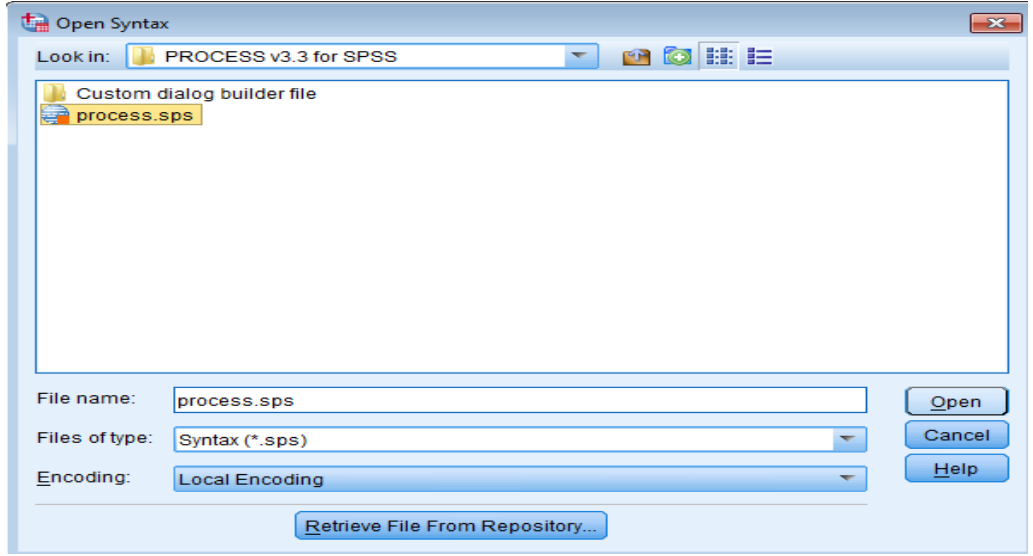 Open Syntax
Look in: PROCESS v3.3 for SPSS
Custom dialog builder file
process.sps
File name: process.sps
Open
Files of type: Syntax (*.sps)
Cancel
Encoding: Local Encoding
Help
Retrieve File From Repository...